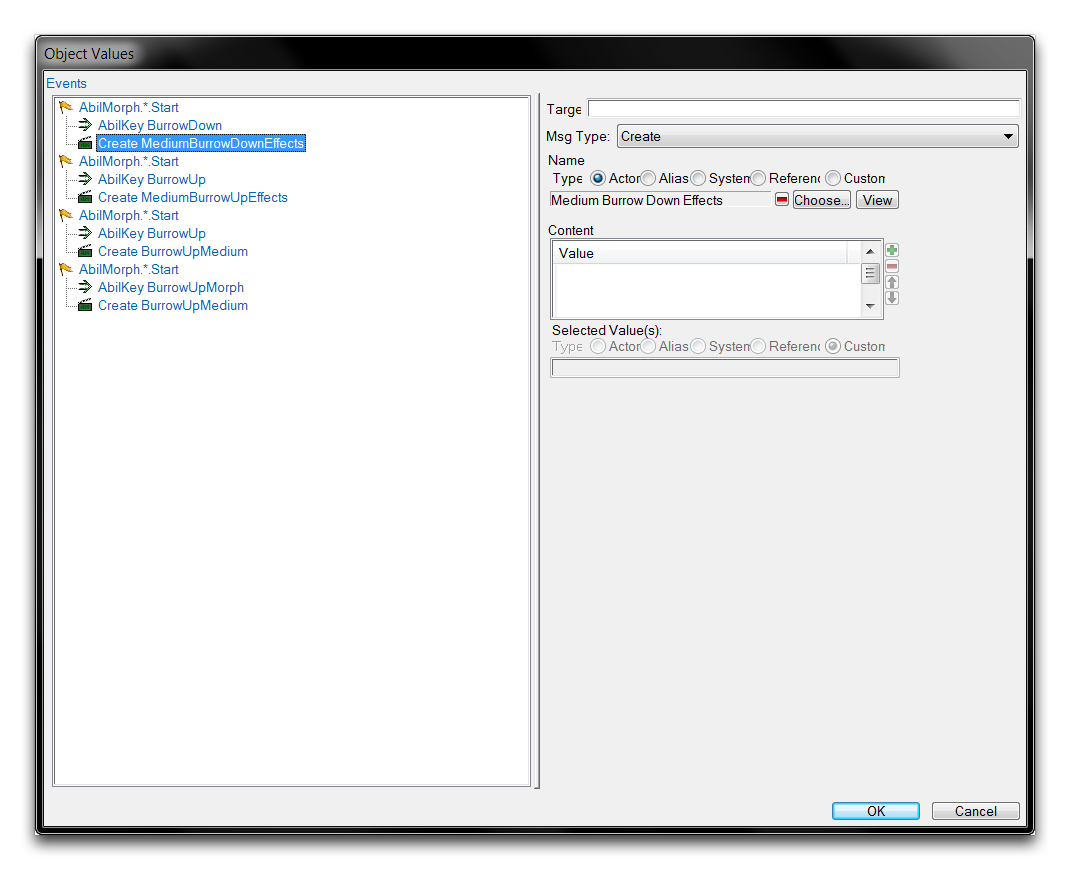 Object Values
Events
AbilMorph.*.Start
AbilKey BurrowDown
Create MediumBurrowDownEffects
AbilMorph.*.Start
AbilKey BurrowUp
Create MediumBurrowUpEffects
AbilMorph.*.Start
AbilKey BurrowUp
Create BurrowUpMedium
AbilMorph.*.Start
AbilKey BurrowUpMorph
Create BurrowUpMedium
Targe
Msg Type: Create
Name
Type Actor Alias System Referenc Custon
Medium Burrow Down Effects Choose... View
Content
Value
Selected Value(s):
Type Actor Alias System Referenc Custon
OK Cancel